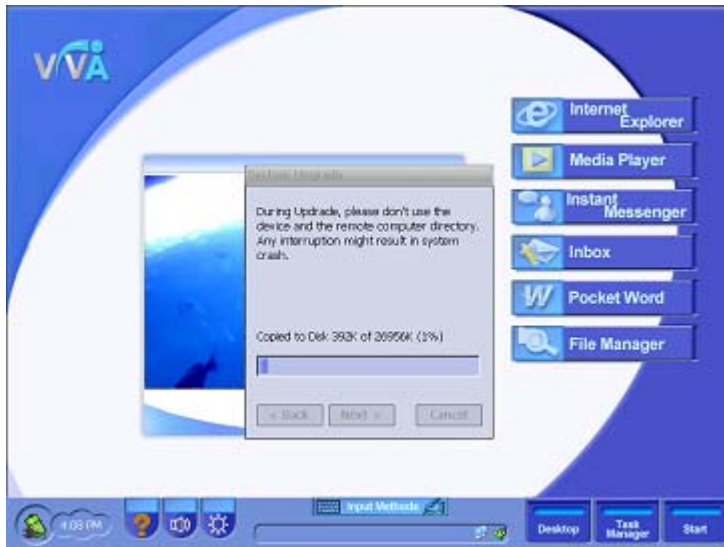 VIVA
Internet
Explorer
Media Player
System Upgrade
Instant
Messenger
During Updrade, please don't use the
device and the remote computer directory.
Any interruption might result in system
crash.
Inbox
Pocket Word
Copied to Disk 392K of 26956K (1%)
File Manager
< Back
Next >
Cancel
Input Methods
4:08 PM
?
Desktop
Task
Manager
Start